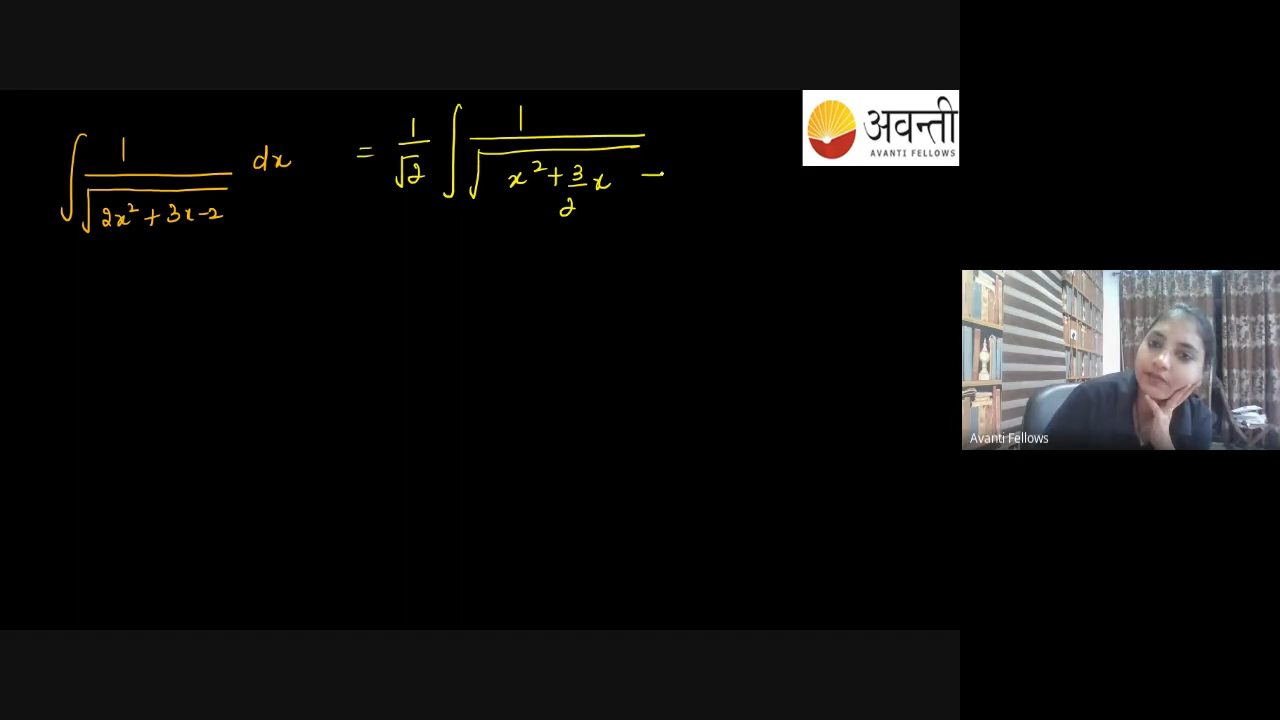 ∫ 1/√(2x² + 3x - 2) dx = 1/√2 ∫ 1/√(x² + 3/2 x -
अवन्ती
AVANTI FELLOWS
Avanti Fellows